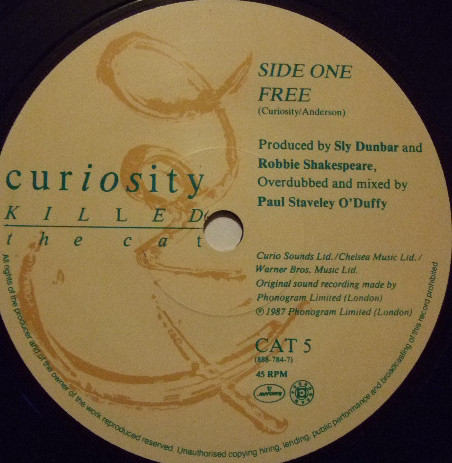 SIDE ONE
FREE
(Curiosity/Anderson)
Produced by Sly Dunbar and
Robbie Shakespeare,
Overdubbed and mixed by
Paul Staveley O'Duffy
curiosity
KILLED
the cat
Curio Sounds Ltd./Chelsea Music Ltd./
Warner Bros. Music Ltd.
Original sound recording made by
Phonogram Limited (London)
℗ 1987 Phonogram Limited (London)
CAT 5
(888-784-7)
45 RPM
All rights of the producer and of the owner of the work reproduced reserved. Unauthorised copying hiring, lending, public performance and broadcasting of this record prohibited